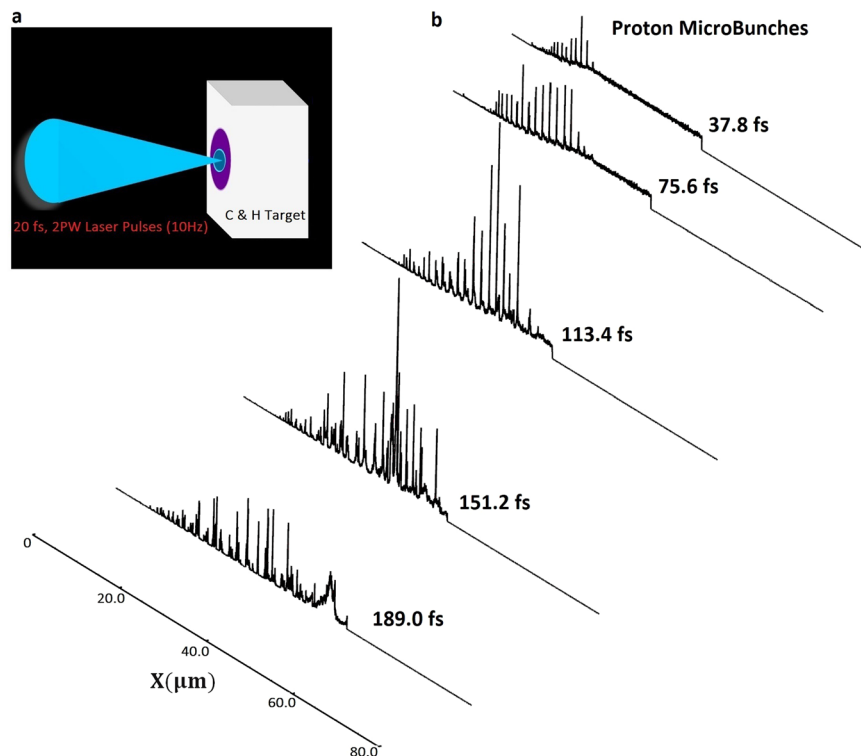 a
C & H Target
20 fs, 2PW Laser Pulses (10Hz)
b
Proton MicroBunches
37.8 fs
75.6 fs
113.4 fs
151.2 fs
189.0 fs
0
20.0
40.0
60.0
80.0
X(μm)